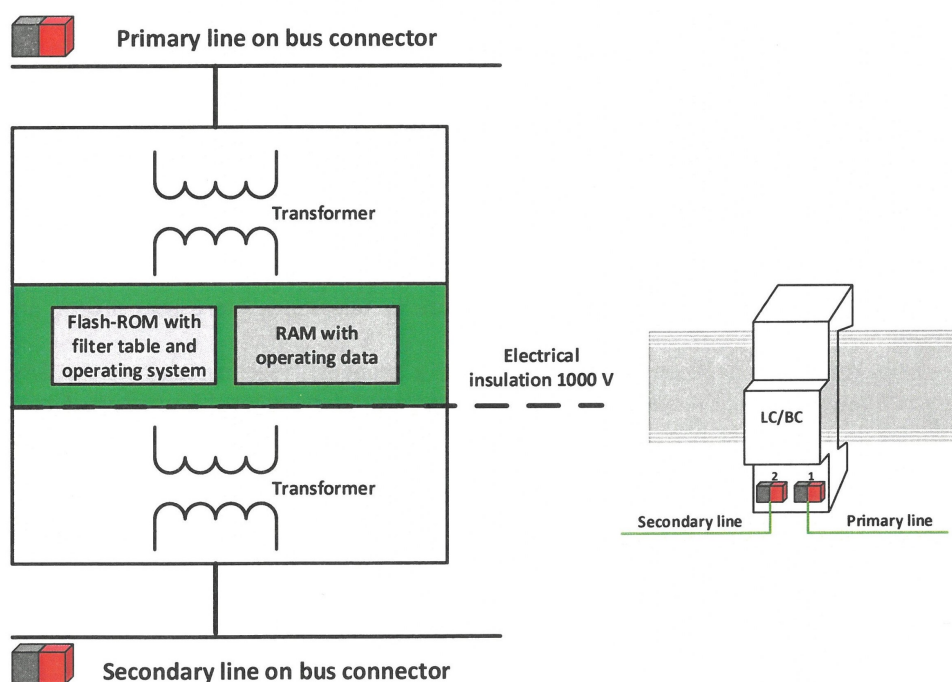 Primary line on bus connector
Transformer
Flash-ROM with
filter table and
operating system
RAM with
operating data
Electrical
insulation 1000 V
Transformer
Secondary line on bus connector
LC/BC
2
1
Secondary line
Primary line